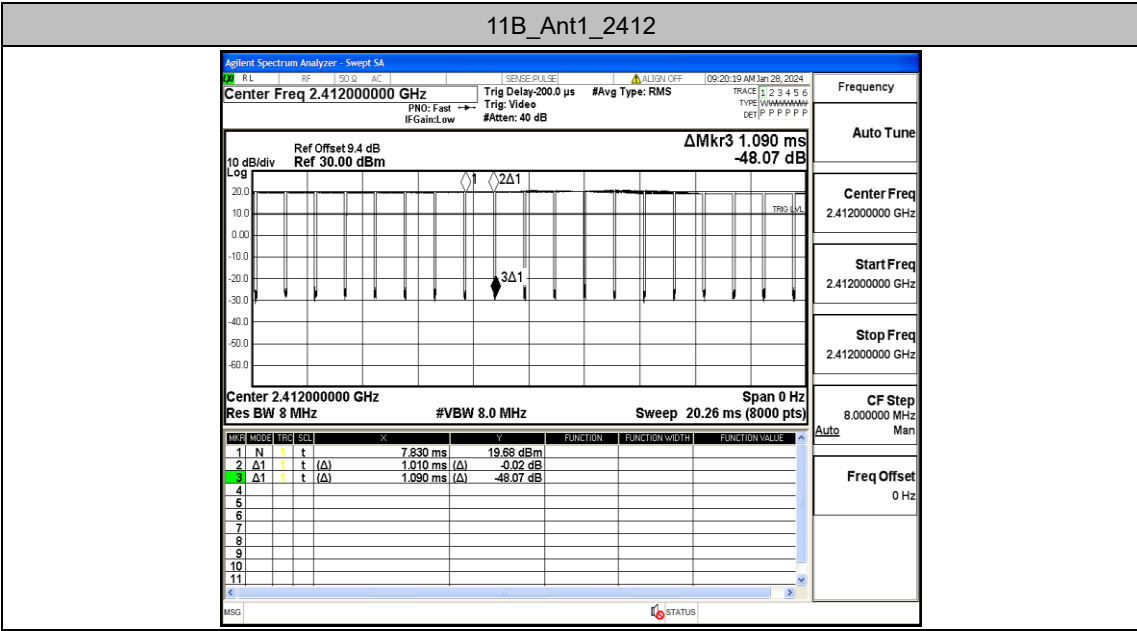 11B_Ant1_2412
Agilent Spectrum Analyzer - Swept SA
RL RF 50 Ω AC SENSE:PULSE ALIGN OFF 09:20:19 AM Jan 28, 2024
Center Freq 2.412000000 GHz
PNO: Fast
IFGain:Low
Trig Delay-200.0 µs
Trig: Video
#Atten: 40 dB
#Avg Type: RMS
TRACE 1 2 3 4 5 6
TYPE
DET P P P P P P
Frequency
Auto Tune
Center Freq
2.412000000 GHz
Start Freq
2.412000000 GHz
Stop Freq
2.412000000 GHz
CF Step
8.000000 MHz
Auto Man
Freq Offset
0 Hz
ΔMkr3 1.090 ms
-48.07 dB
Ref Offset 9.4 dB
10 dB/div Ref 30.00 dBm
Log
1 2Δ1
20.0
10.0
TRIG LVL
0.00
-10.0
-20.0
3Δ1
-30.0
-40.0
-50.0
-60.0
Center 2.412000000 GHz Span 0 Hz
Res BW 8 MHz #VBW 8.0 MHz Sweep 20.26 ms (8000 pts)
MKR MODE TRC SCL X Y FUNCTION FUNCTION WIDTH FUNCTION VALUE
1 N 1 t 7.830 ms 19.68 dBm
2 Δ1 1 t (Δ) 1.010 ms (Δ) -0.02 dB
3 Δ1 1 t (Δ) 1.090 ms (Δ) -48.07 dB
4
5
6
7
8
9
10
11
MSG STATUS